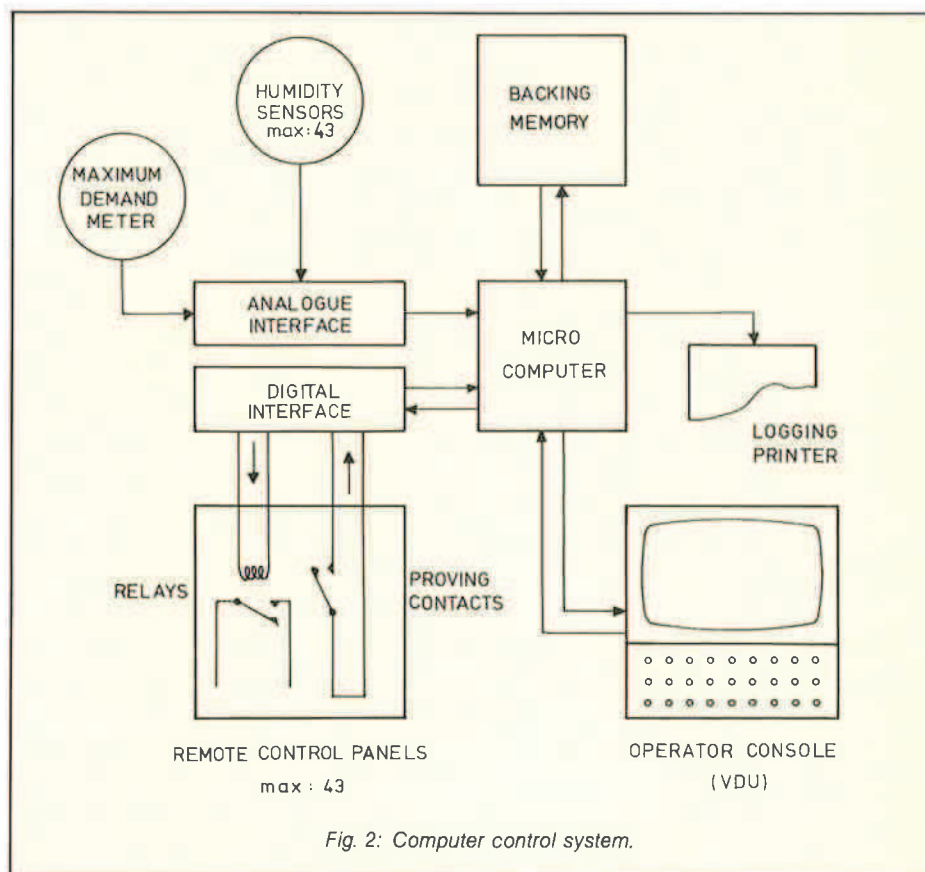 HUMIDITY
SENSORS
max: 43
BACKING
MEMORY
MAXIMUM
DEMAND
METER
ANALOGUE
INTERFACE
MICRO
COMPUTER
DIGITAL
INTERFACE
LOGGING
PRINTER
RELAYS
PROVING
CONTACTS
REMOTE CONTROL PANELS
max : 43
OPERATOR CONSOLE
(VDU)
Fig. 2: Computer control system.